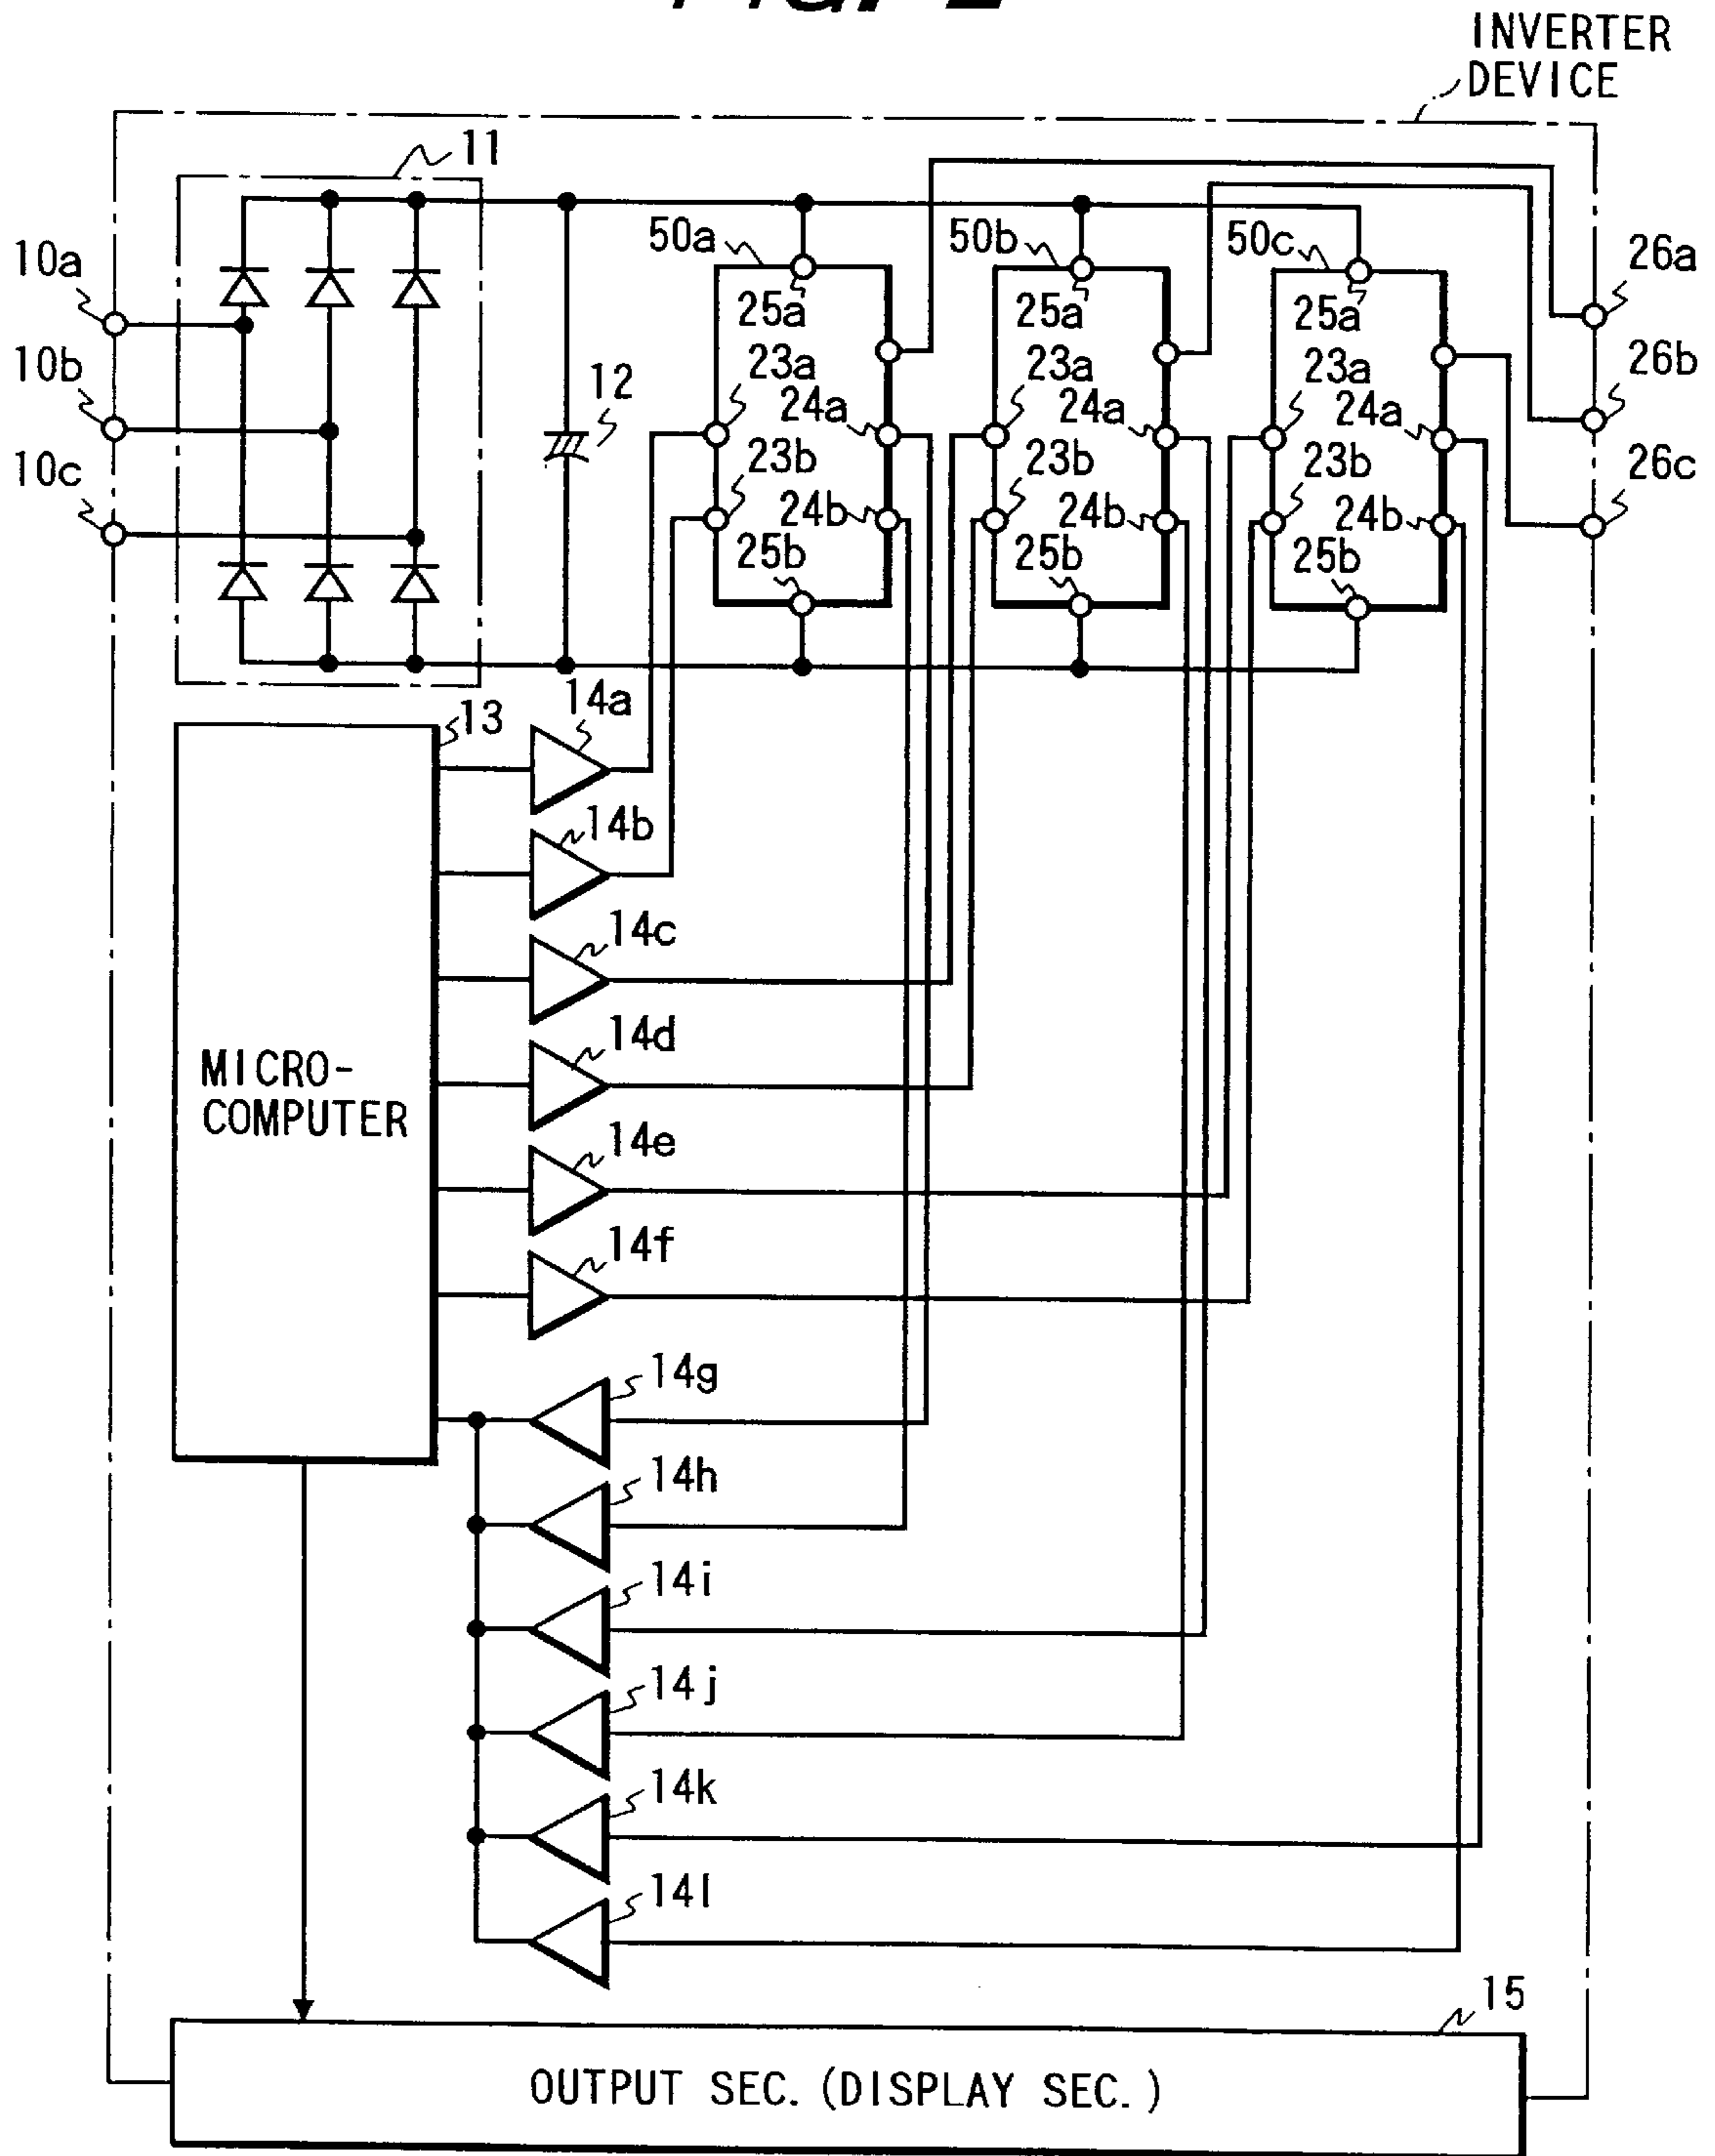 INVERTER
DEVICE
11
10a
10b
10c
12
50a
50b
50c
25a
25a
25a
26a
26b
26c
23a
23a
23a
24a
24a
24a
23b
23b
23b
24b
24b
24b
25b
25b
25b
13
14a
14b
14c
14d
14e
14f
MICRO-
COMPUTER
14g
14h
14i
14j
14k
14l
15
OUTPUT SEC. (DISPLAY SEC.)